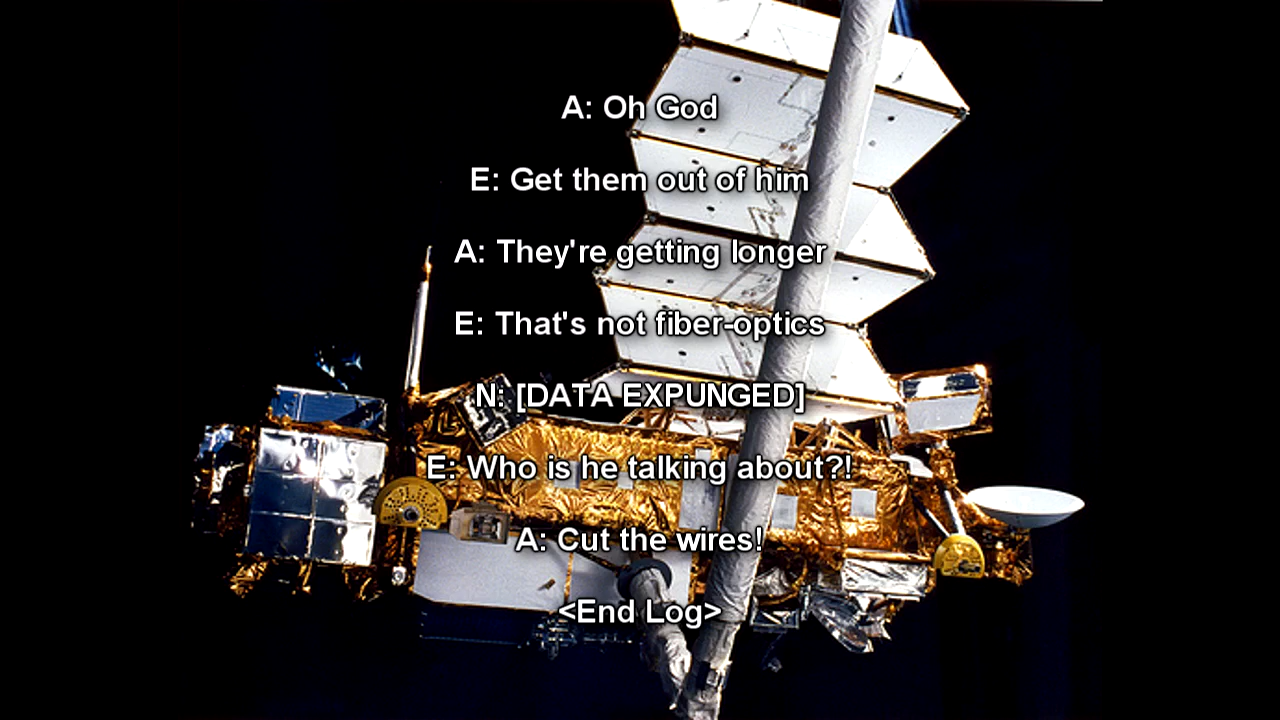 A: Oh God
E: Get them out of him
A: They're getting longer
E: That's not fiber-optics
N: [DATA EXPUNGED]
E: Who is he talking about?!
A: Cut the wires!
<End Log>